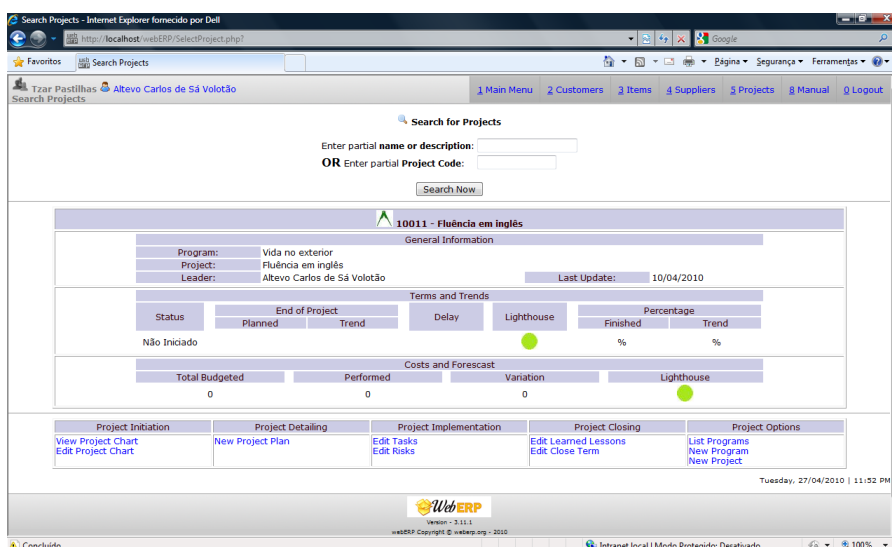 Search Projects - Internet Explorer fornecido por Dell
http://localhost/webERP/SelectProject.php?
Google
Favoritos Search Projects Página Segurança Ferramentas
Tzar Pastilhas Altevo Carlos de Sá Volotão 1 Main Menu 2 Customers 3 Items 4 Suppliers 5 Projects 8 Manual 0 Logout
Search Projects
Search for Projects
Enter partial name or description:
OR Enter partial Project Code:
Search Now
10011 - Fluência em inglês
General Information
Program: Vida no exterior
Project: Fluência em inglês
Leader: Altevo Carlos de Sá Volotão Last Update: 10/04/2010
Terms and Trends
Status End of Project Delay Lighthouse Percentage
Planned Trend Finished Trend
Não Iniciado % %
Costs and Forecast
Total Budgeted Performed Variation Lighthouse
0 0 0
Project Initiation Project Detailing Project Implementation Project Closing Project Options
View Project Chart New Project Plan Edit Tasks Edit Learned Lessons List Programs
Edit Project Chart Edit Risks Edit Close Term New Program
New Project
Tuesday, 27/04/2010 | 11:52 PM
WebERP
Version - 3.11.1
webERP Copyright © weberp.org - 2010
Concluído Intranet local | Modo Protegido: Desativado 100%